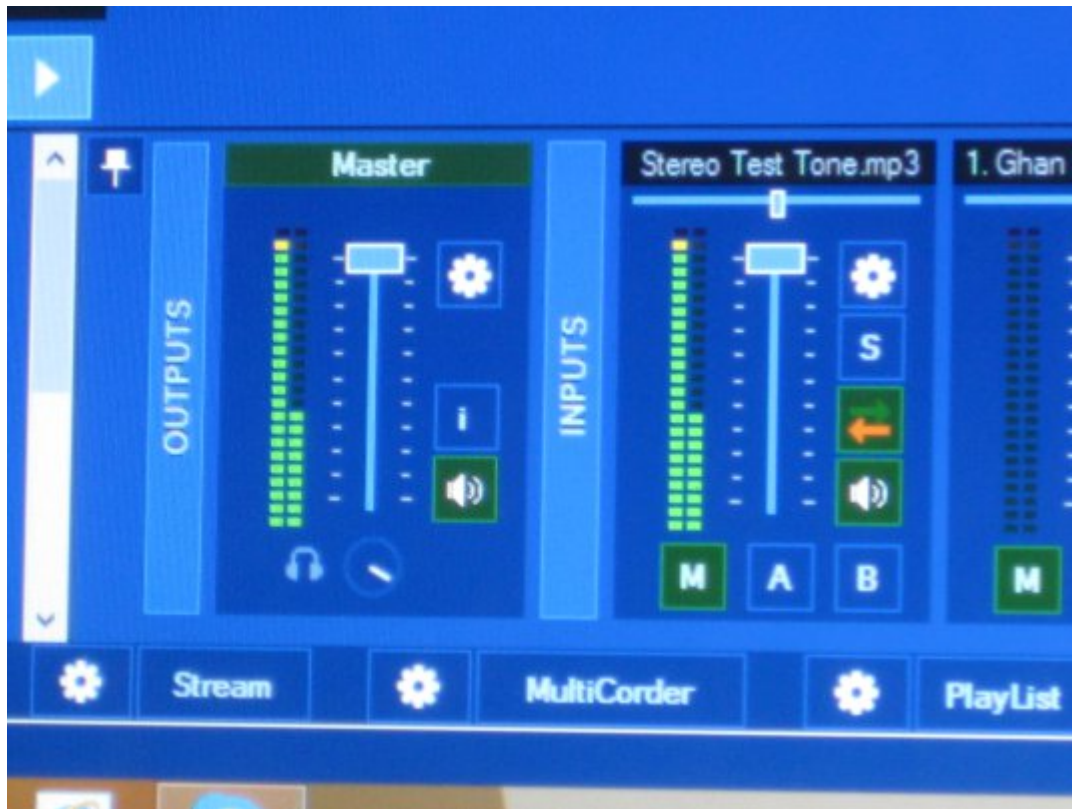 Master
Stereo Test Tone.mp3
1. Ghan
OUTPUTS
INPUTS
S
i
M
A
B
M
Stream
MultiCorder
PlayList